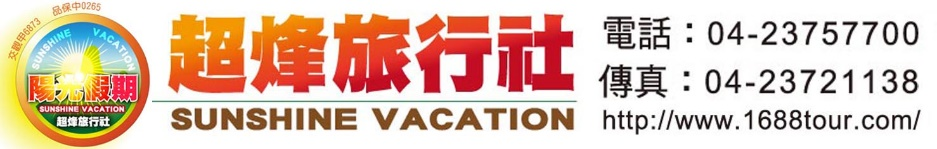 交觀甲6873 品保中0265
SUNSHINE VACATION
陽光假期
SUNSHINE VACATION
超烽旅行社
超烽旅行社
SUNSHINE VACATION
電話：04-23757700
傳真：04-23721138
http://www.1688tour.com/